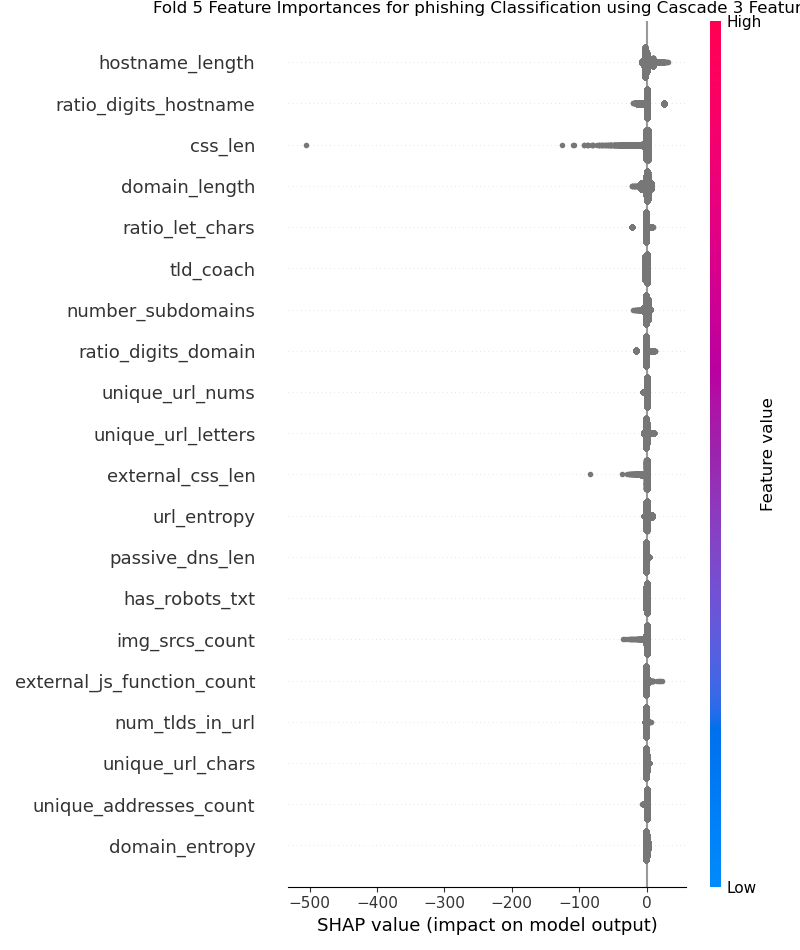 Fold 5 Feature Importances for phishing Classification using Cascade 3 Featur
High
hostname_length
ratio_digits_hostname
css_len
domain_length
ratio_let_chars
tld_coach
number_subdomains
ratio_digits_domain
unique_url_nums
unique_url_letters
external_css_len
url_entropy
passive_dns_len
has_robots_txt
img_srcs_count
external_js_function_count
num_tlds_in_url
unique_url_chars
unique_addresses_count
domain_entropy
Feature value
Low
−500 −400 −300 −200 −100 0
SHAP value (impact on model output)